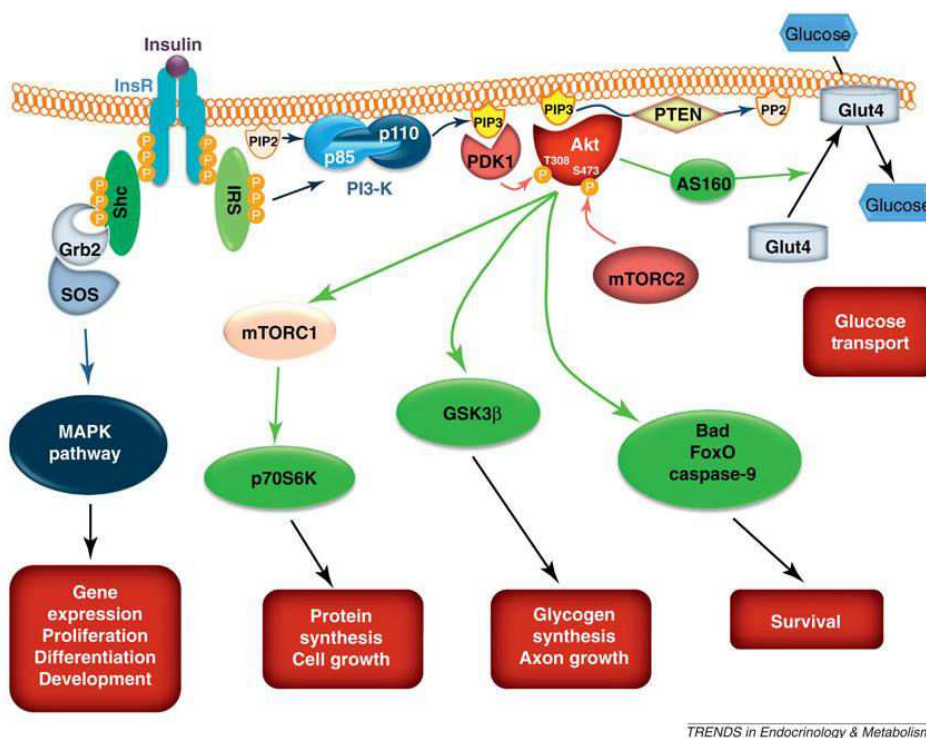 Glucose
Insulin
InsR
PIP2
p85
p110
PI3-K
PIP3
PDK1
PIP3
Akt
T308
S473
P
P
PTEN
PP2
Glut4
AS160
Glucose
Glut4
P
P
P
P
P
P
Shc
P
P
P
IRS
P
P
P
Grb2
SOS
mTORC2
mTORC1
Glucose
transport
MAPK
pathway
p70S6K
GSK3β
Bad
FoxO
caspase-9
Gene
expression
Proliferation
Differentiation
Development
Protein
synthesis
Cell growth
Glycogen
synthesis
Axon growth
Survival
TRENDS in Endocrinology & Metabolism